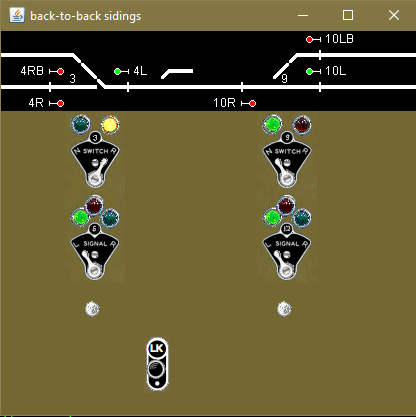 back-to-back sidings
10LB
4RB 3 4L 9 10L
4R 10R
3 9
N SWITCH R N SWITCH R
6 12
L SIGNAL R L SIGNAL R
LK